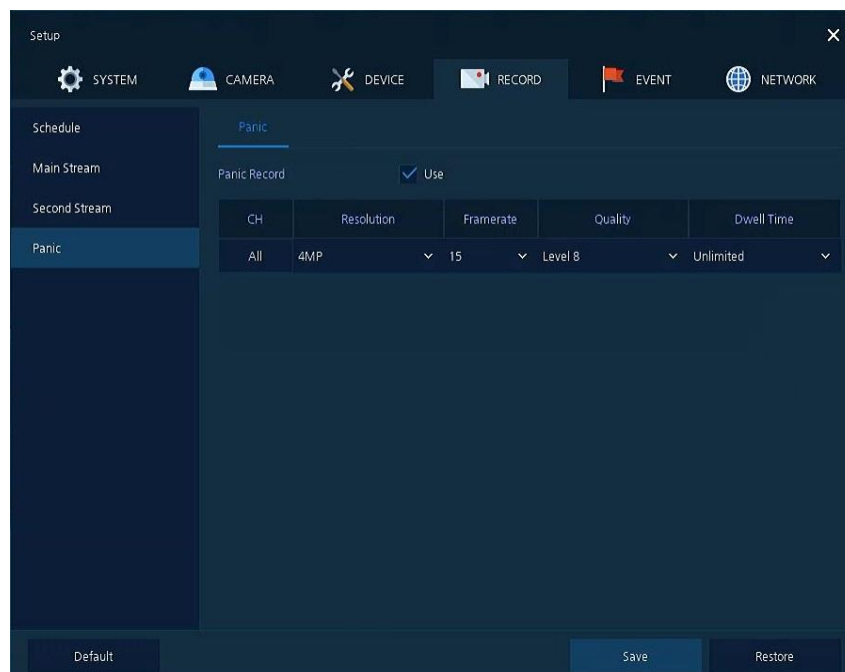 Setup
SYSTEM CAMERA DEVICE RECORD EVENT NETWORK
Schedule
Main Stream
Second Stream
Panic
Panic
Panic Record Use
CH Resolution Framerate Quality Dwell Time
All 4MP 15 Level 8 Unlimited
Default Save Restore